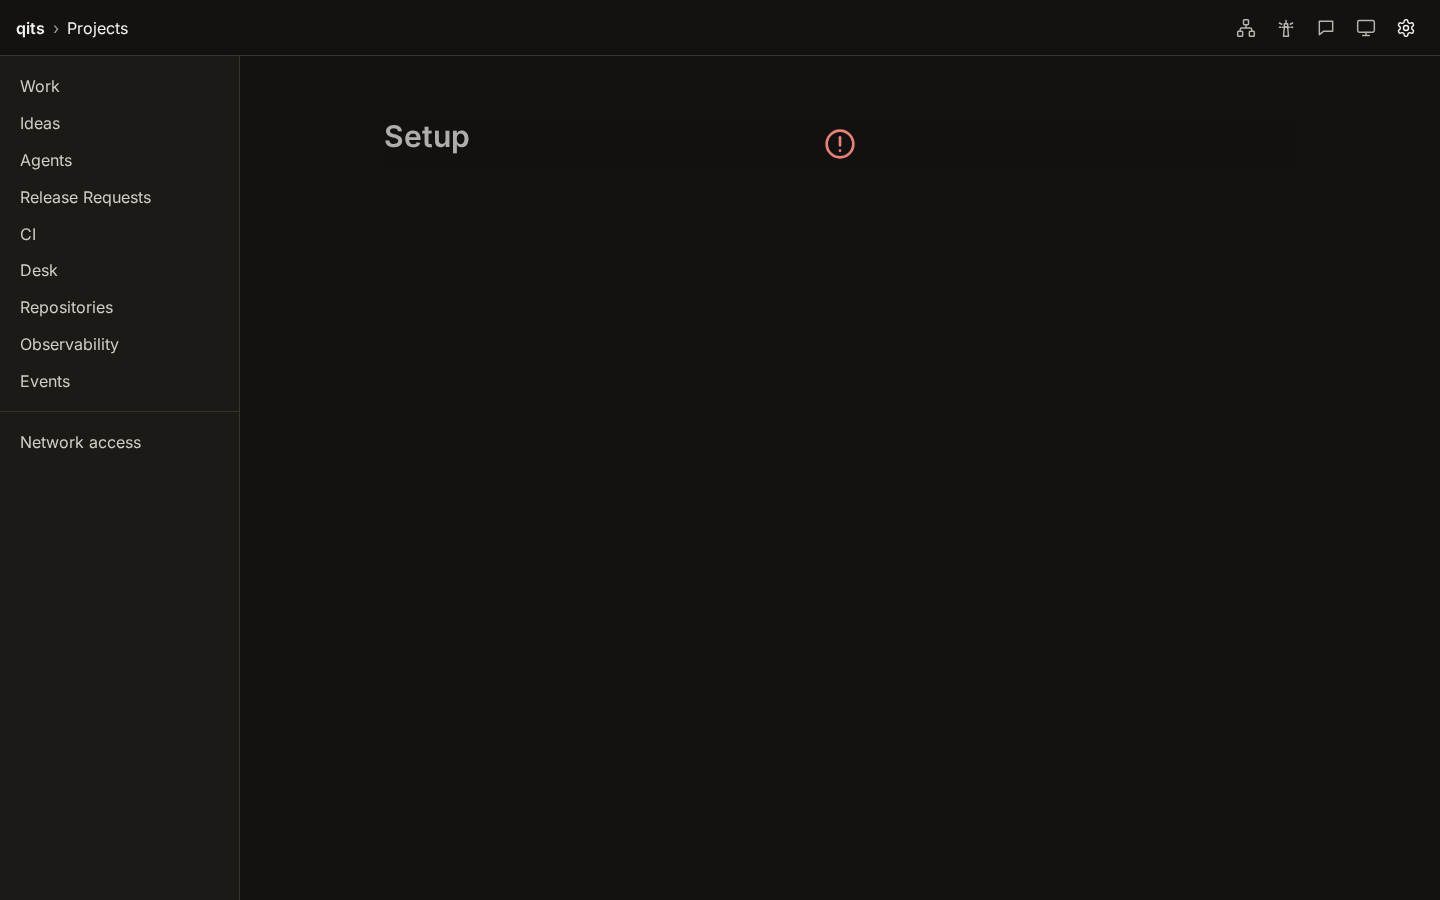 qits › Projects
Work
Ideas
Agents
Release Requests
CI
Desk
Repositories
Observability
Events
Network access
Setup